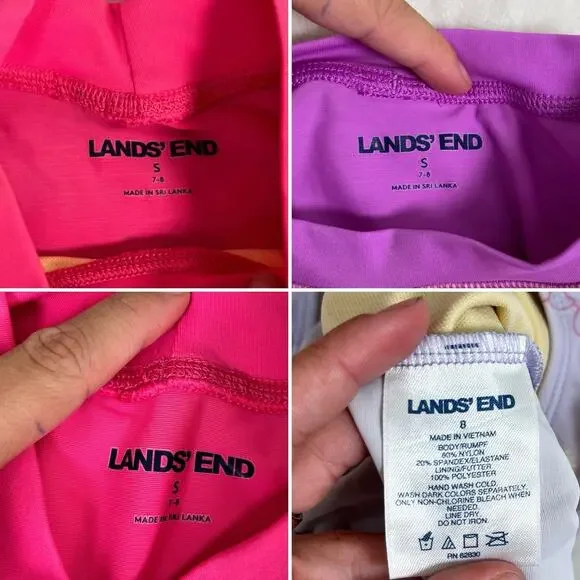 LANDS' END
S
7-8
MADE IN SRI LANKA
LANDS' END
S
7-8
MADE IN SRI LANKA
LANDS' END
S
7-8
MADE IN SRI LANKA
LANDS' END
8
MADE IN VIETNAM
BODY/RUMPF
80% NYLON
20% SPANDEX/ELASTANE
LINING/FUTTER
100% POLYESTER
HAND WASH COLD.
WASH DARK COLORS SEPARATELY.
ONLY NON-CHLORINE BLEACH WHEN
NEEDED.
LINE DRY.
DO NOT IRON.
RN 62830